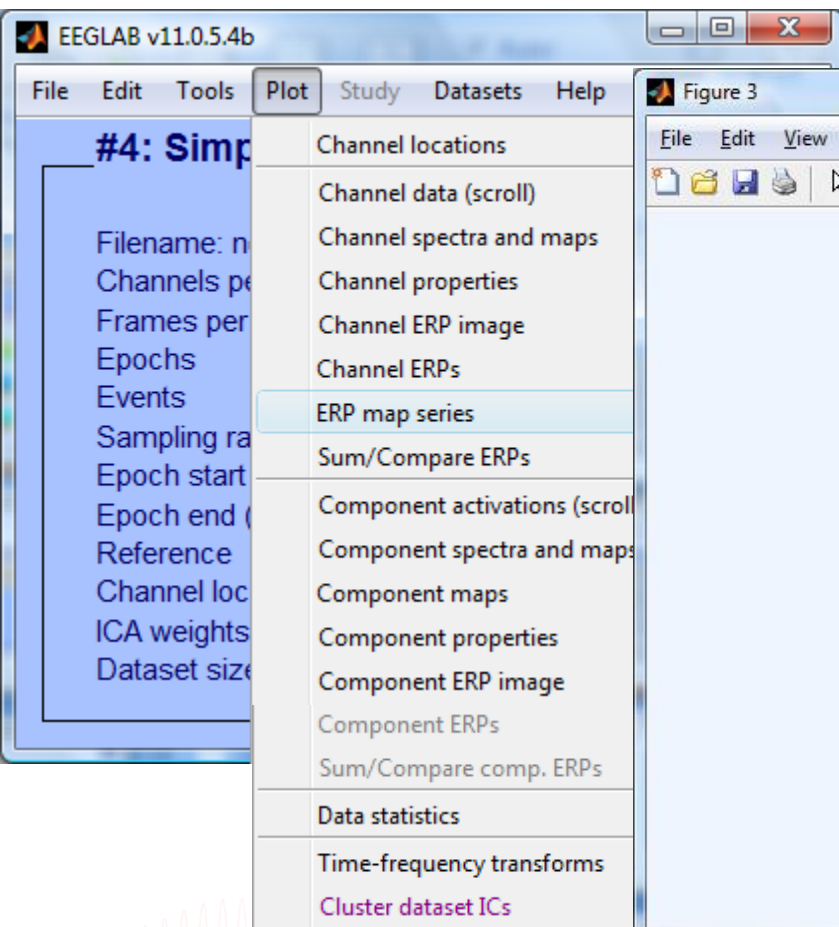 EEGLAB v11.0.5.4b
File Edit Tools Plot Study Datasets Help
#4: Simp
Filename: n
Channels pe
Frames per
Epochs
Events
Sampling ra
Epoch start
Epoch end (
Reference
Channel loc
ICA weights
Dataset size
Channel locations
Channel data (scroll)
Channel spectra and maps
Channel properties
Channel ERP image
Channel ERPs
ERP map series
Sum/Compare ERPs
Component activations (scroll
Component spectra and maps
Component maps
Component properties
Component ERP image
Component ERPs
Sum/Compare comp. ERPs
Data statistics
Time-frequency transforms
Cluster dataset ICs
Figure 3
File Edit View